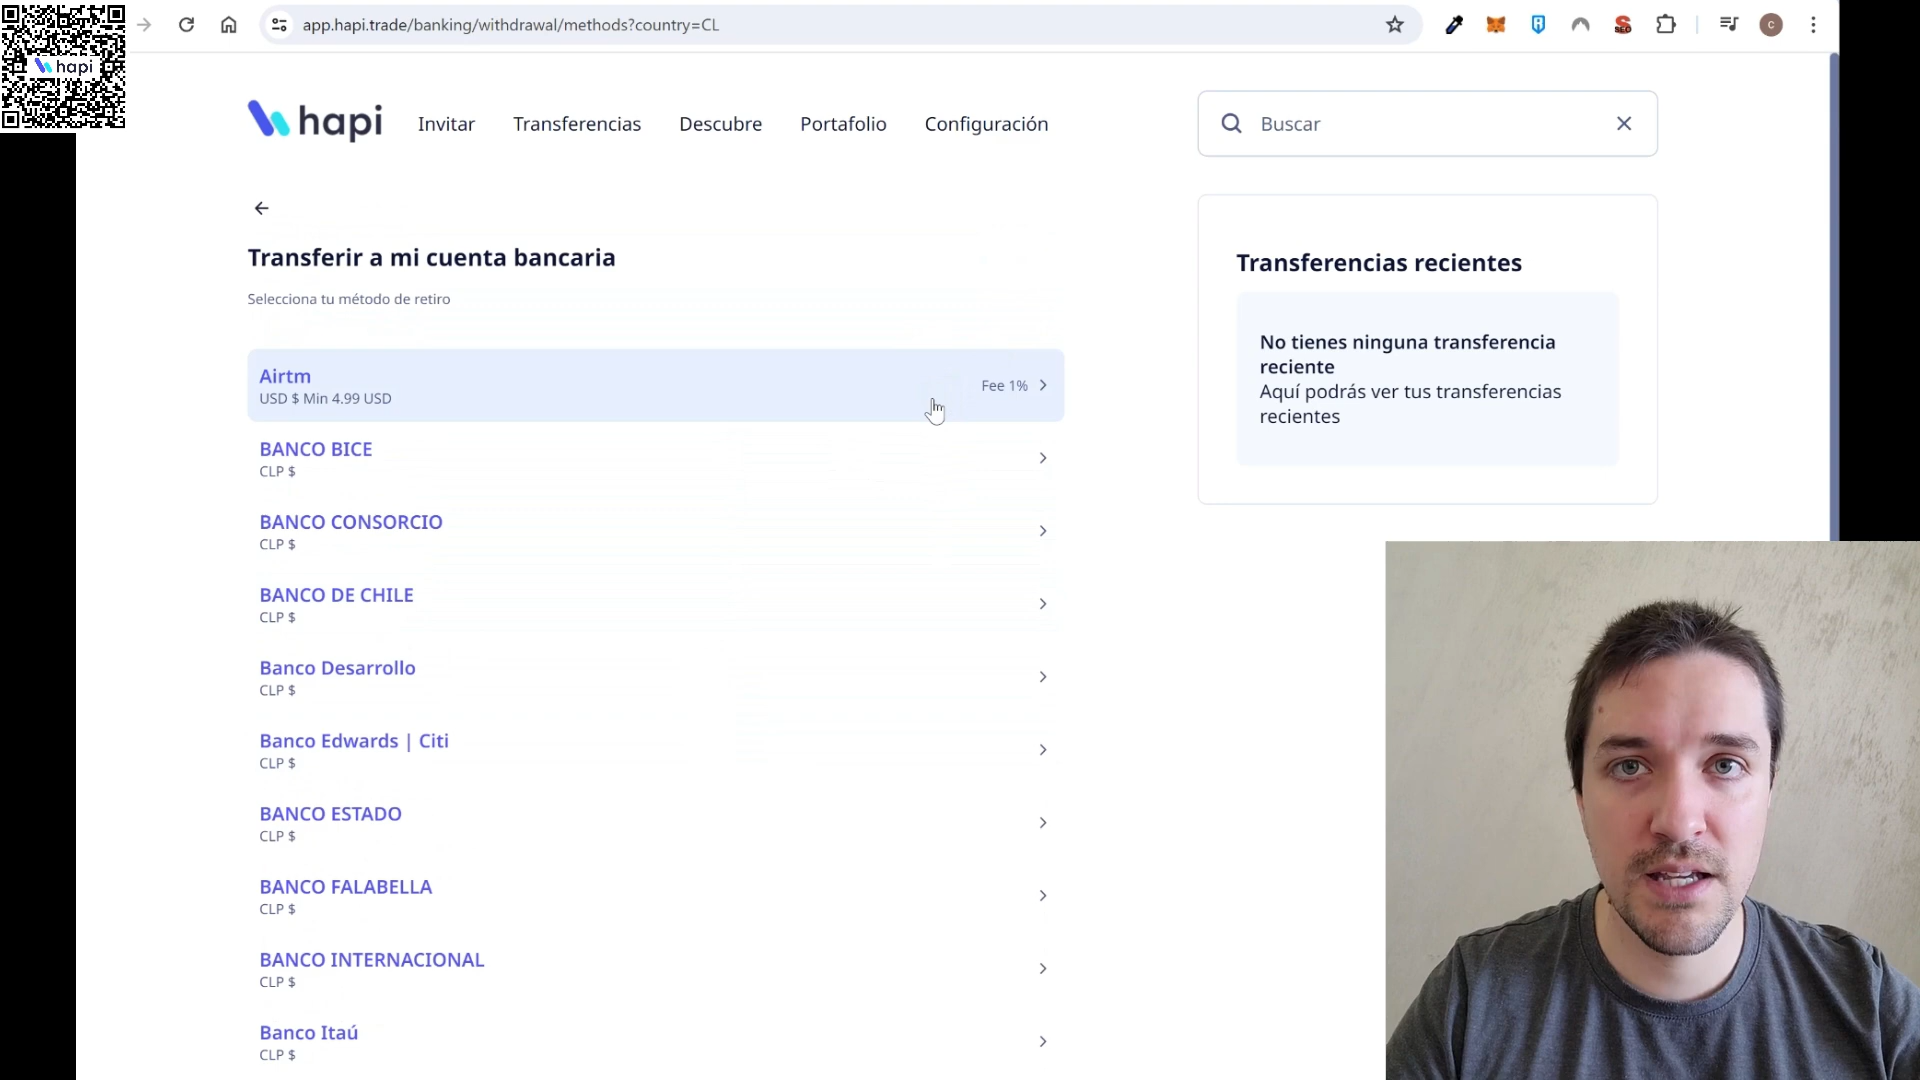 app.hapi.trade/banking/withdrawal/methods?country=CL
SEO
C
hapi
hapi
Invitar
Transferencias
Descubre
Portafolio
Configuración
Buscar
Transferir a mi cuenta bancaria
Selecciona tu método de retiro
Airtm
USD $ Min 4.99 USD
Fee 1%
BANCO BICE
CLP $
BANCO CONSORCIO
CLP $
BANCO DE CHILE
CLP $
Banco Desarrollo
CLP $
Banco Edwards | Citi
CLP $
BANCO ESTADO
CLP $
BANCO FALABELLA
CLP $
BANCO INTERNACIONAL
CLP $
Banco Itaú
CLP $
Transferencias recientes
No tienes ninguna transferencia
reciente
Aquí podrás ver tus transferencias
recientes